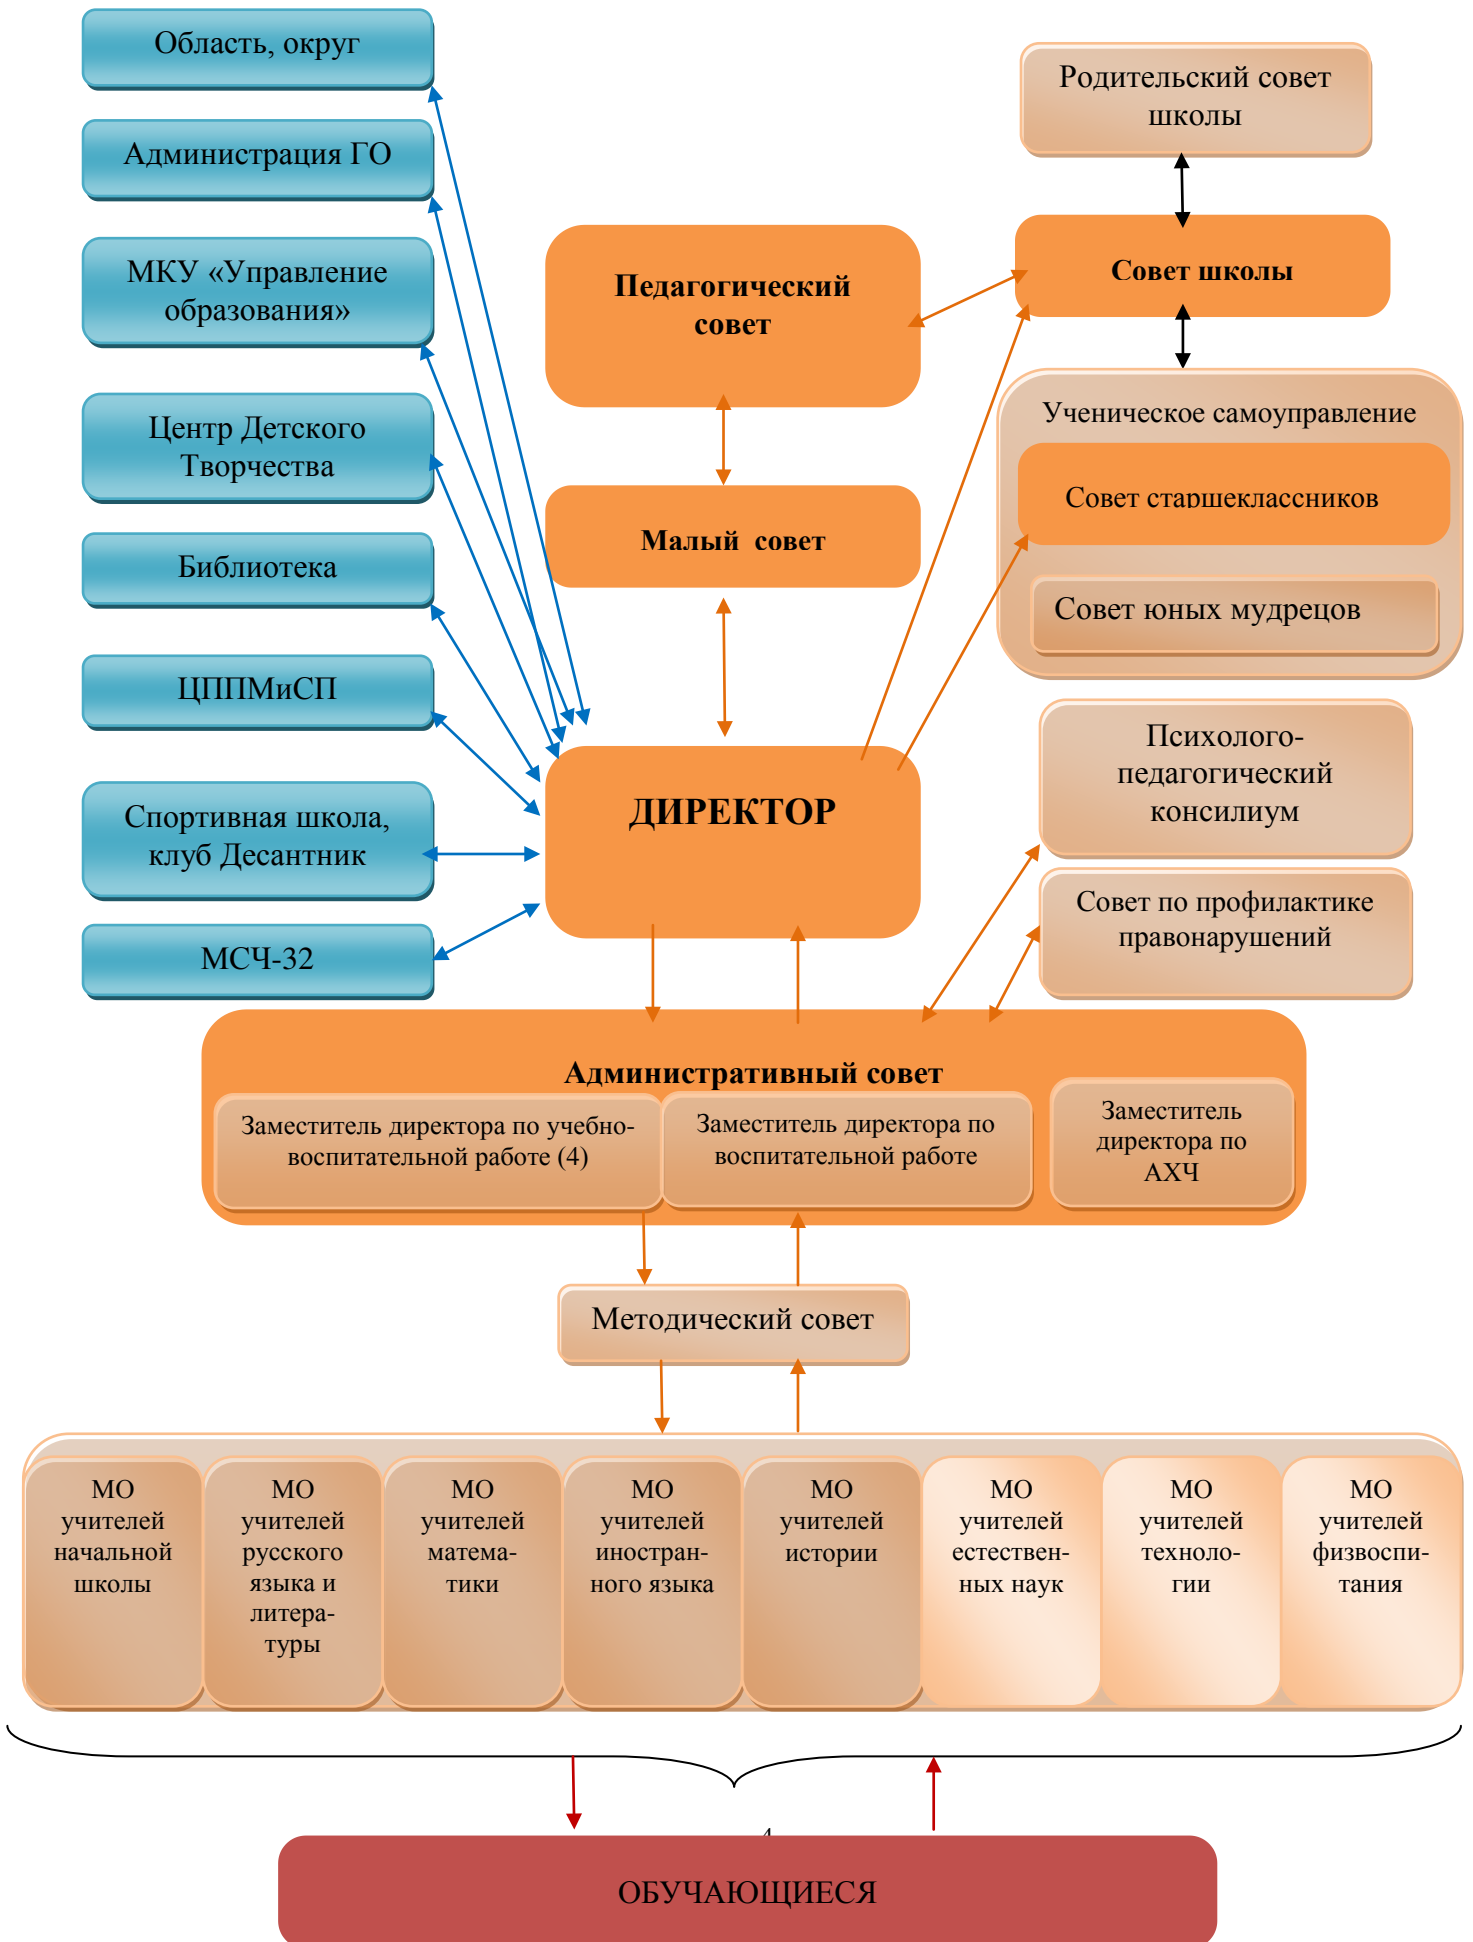 Область, округ
Администрация ГО
МКУ «Управление
образования»
Центр Детского
Творчества
Библиотека
ЦППМиСП
Спортивная школа,
клуб Десантник
МСЧ-32
Педагогический
совет
Малый совет
ДИРЕКТОР
Родительский совет
школы
Совет школы
Ученическое самоуправление
Совет старшеклассников
Совет юных мудрецов
Психолого-
педагогический
консилиум
Совет по профилактике
правонарушений
Административный совет
Заместитель директора по учебно-
воспитательной работе (4)
Заместитель директора по
воспитательной работе
Заместитель
директора по
АХЧ
Методический совет
МО
учителей
начальной
школы
МО
учителей
русского
языка и
литера-
туры
МО
учителей
матема-
тики
МО
учителей
иностран-
ного языка
МО
учителей
истории
МО
учителей
естествен-
ных наук
МО
учителей
техноло-
гии
МО
учителей
физвоспи-
тания
4
ОБУЧАЮЩИЕСЯ